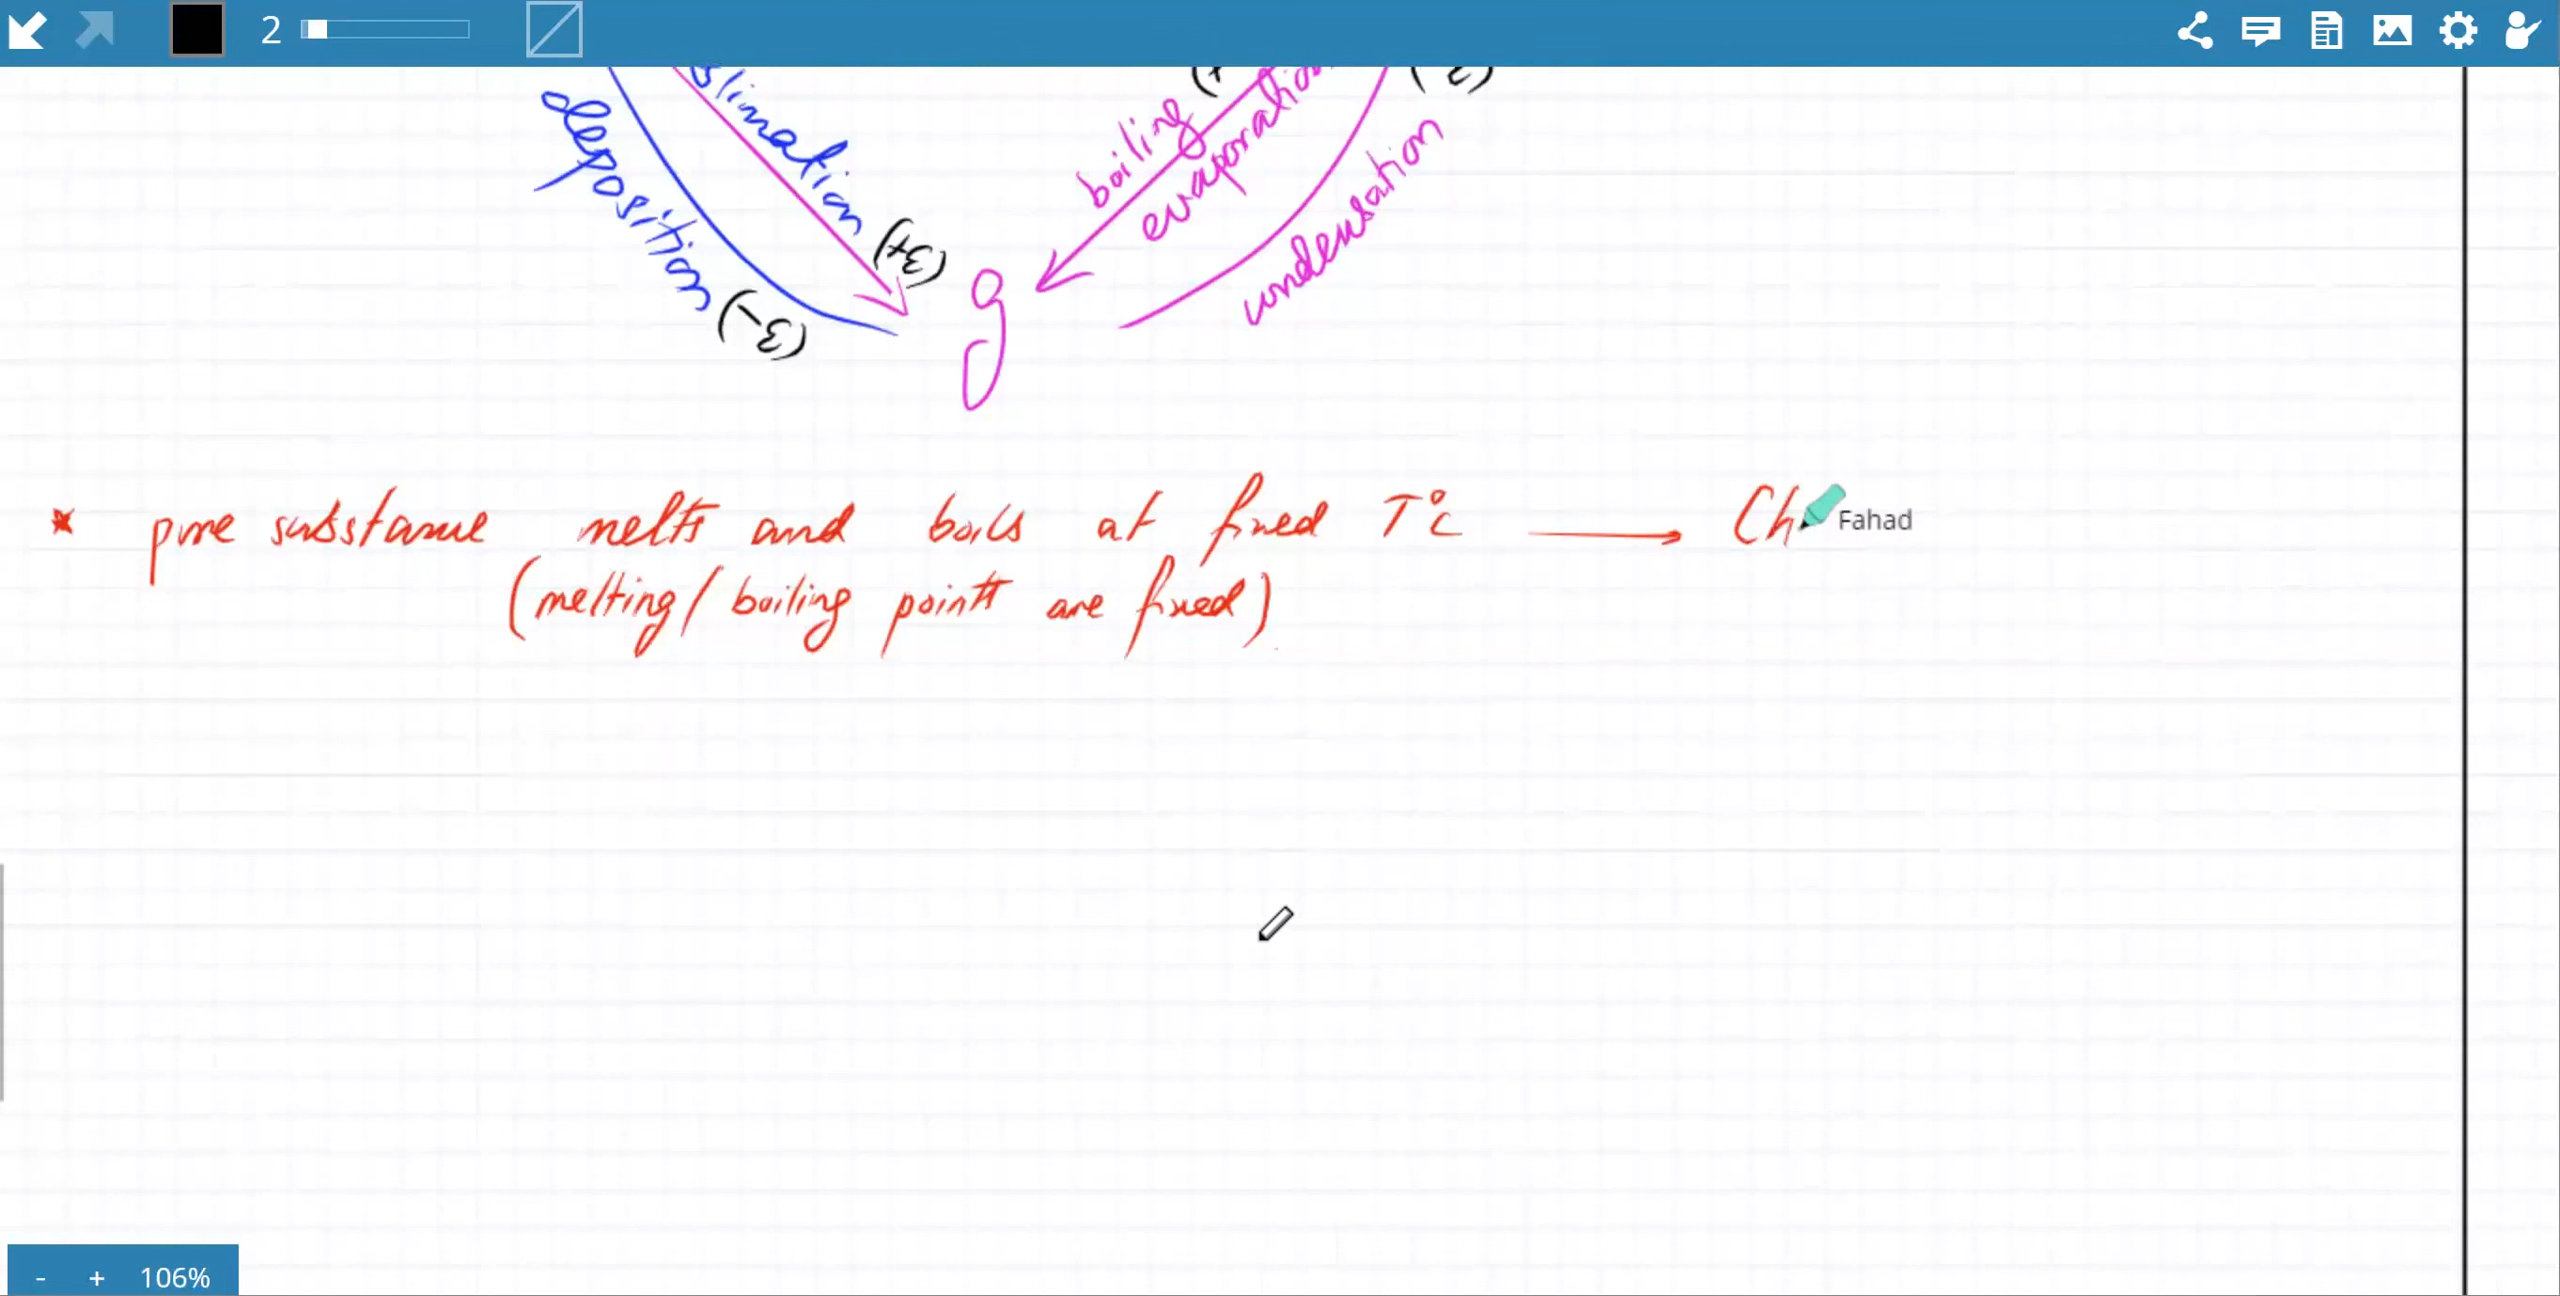 2
slimation
(+3)
deposition
(-3)
boiling
evaporation
condensation
g
* pure substance melts and boils at fixed T°C → Ch
Fahad
(melting/boiling points are fixed)
- + 106%